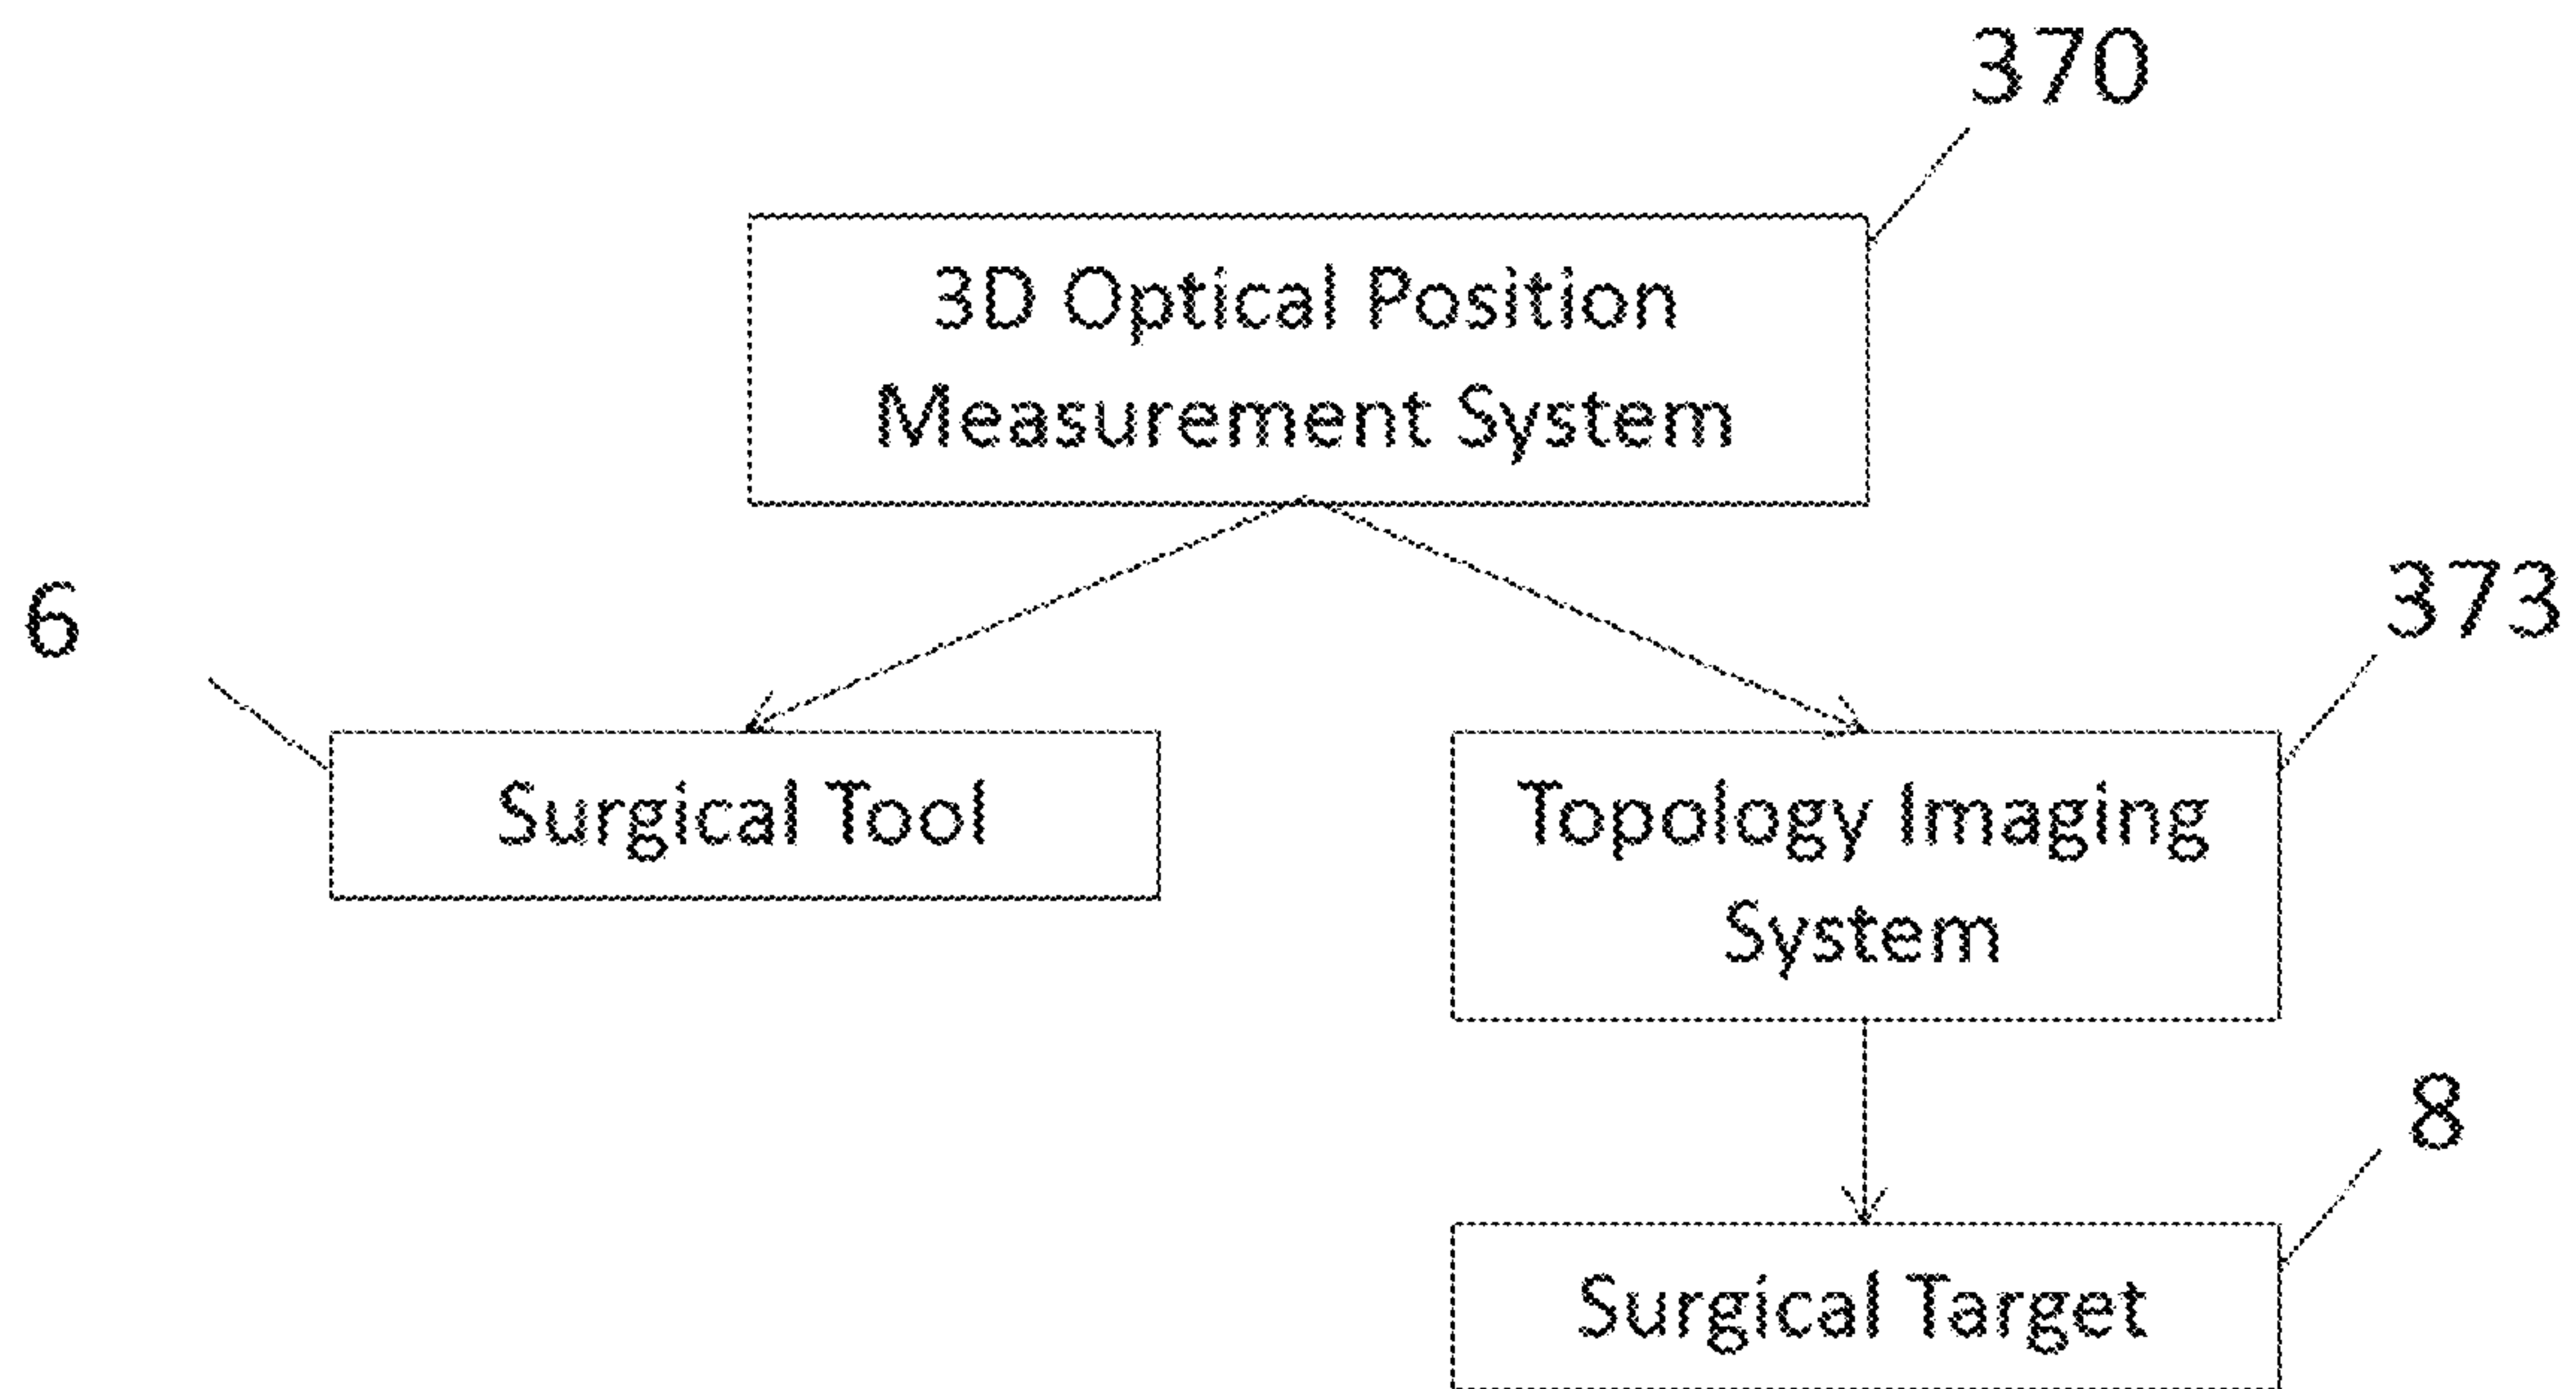 370
3D Optical Position
Measurement System
6
373
Surgical Tool
Topology Imaging
System
8
Surgical Target